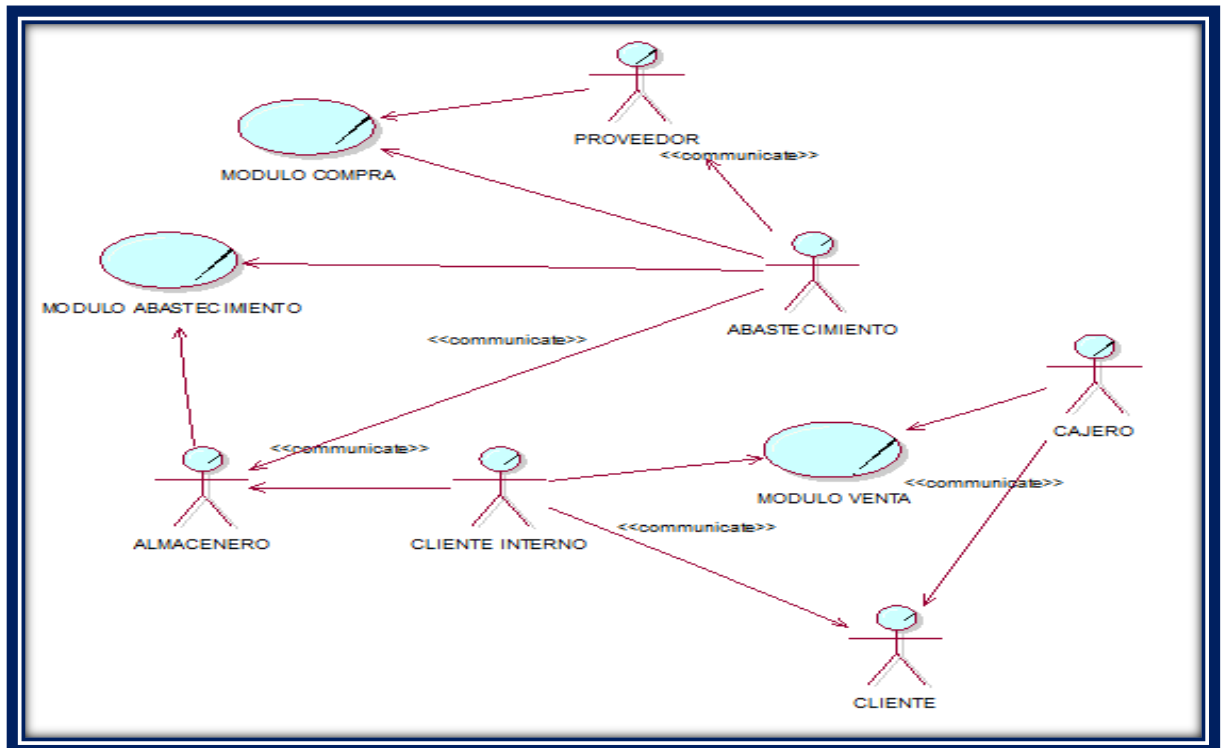 PROVEEDOR
<<communicate>>
MODULO COMPRA
MODULO ABASTECIMIENTO
ABASTECIMIENTO
<<communicate>>
CAJERO
<<communicate>>
MODULO VENTA
<<communicate>>
<<communicate>>
ALMACENERO
CLIENTE INTERNO
CLIENTE